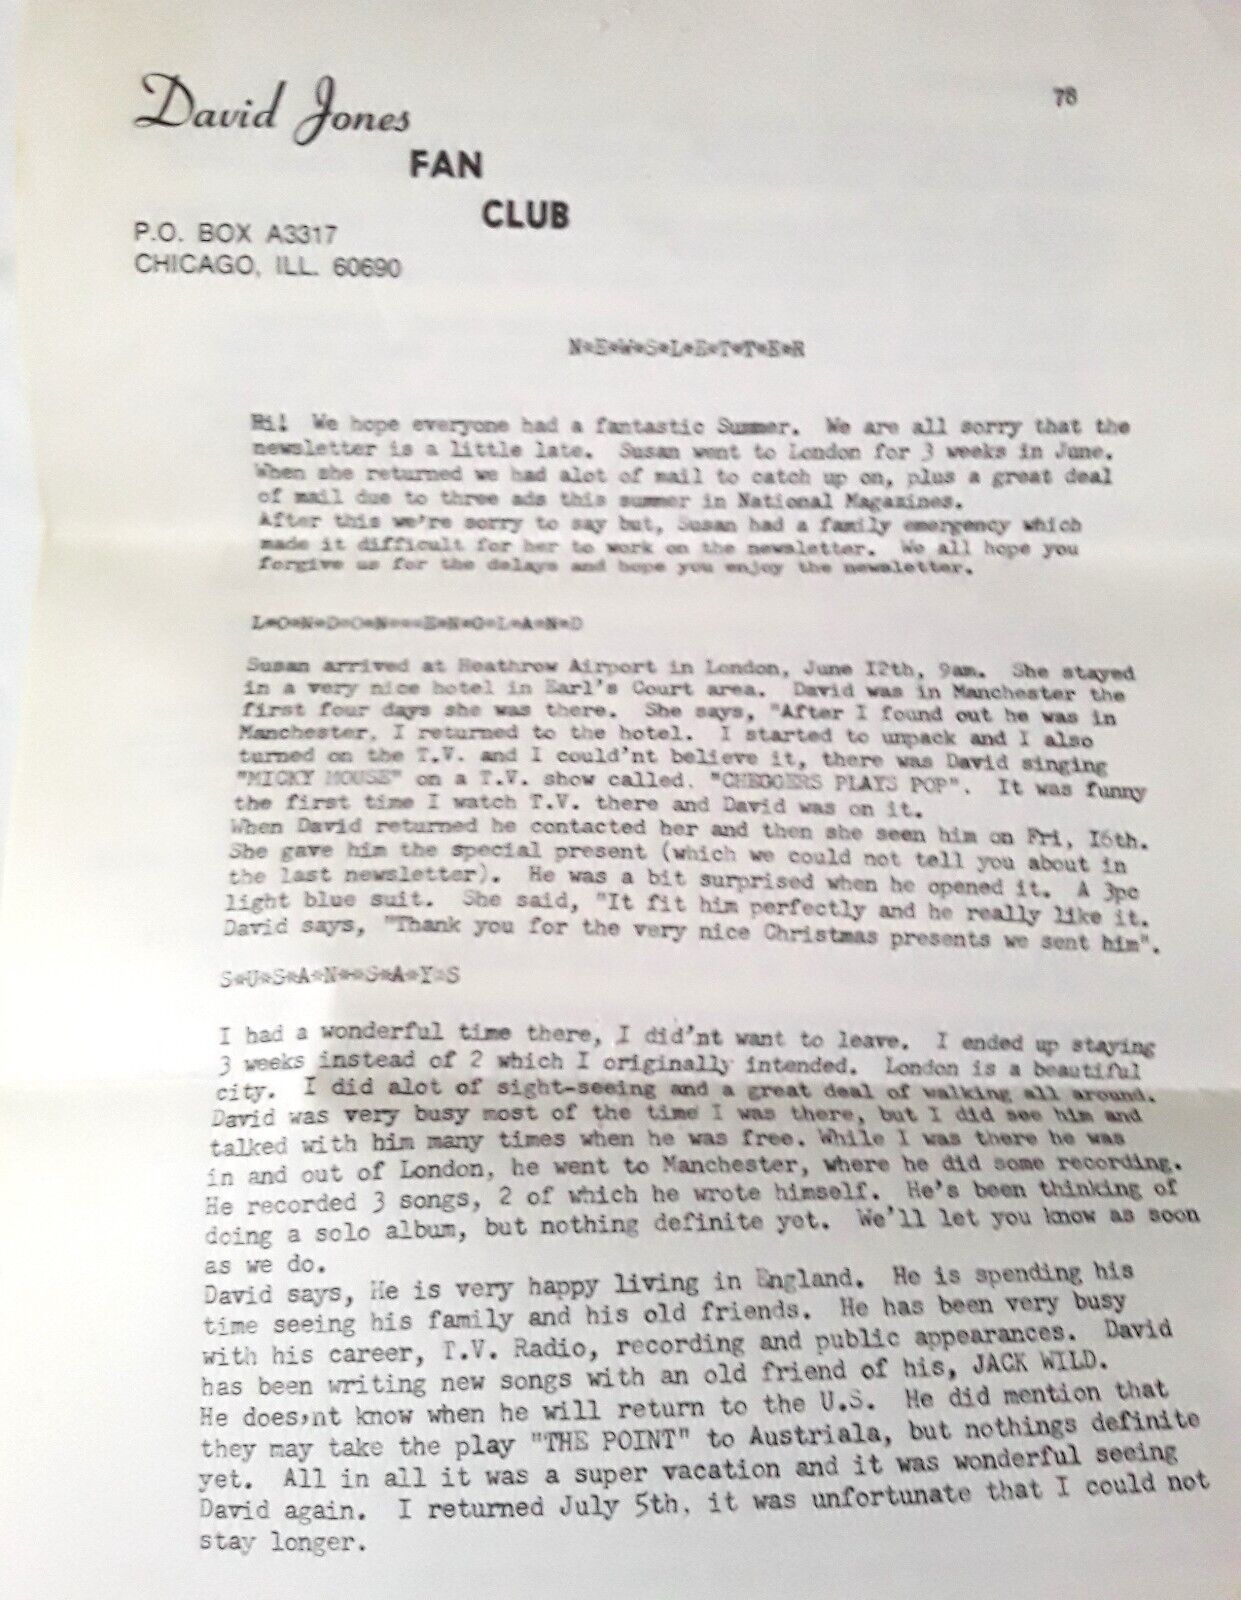 David Jones
FAN
CLUB
78
P.O. BOX A3317
CHICAGO, ILL. 60690
N*E*W*S*L*E*T*T*E*R
Hi! We hope everyone had a fantastic Summer. We are all sorry that the
newsletter is a little late. Susan went to London for 3 weeks in June.
When she returned we had alot of mail to catch up on, plus a great deal
of mail due to three ads this summer in National Magazines.
After this we're sorry to say but, Susan had a family emergency which
made it difficult for her to work on the newsletter. We all hope you
forgive us for the delays and hope you enjoy the newsletter.
L*O*N*D*O*N***E*N*G*L*A*N*D
Susan arrived at Heathrow Airport in London, June I2th, 9am. She stayed
in a very nice hotel in Earl's Court area. David was in Manchester the
first four days she was there. She says, "After I found out he was in
Manchester, I returned to the hotel. I started to unpack and I also
turned on the T.V. and I could'nt believe it, there was David singing
"MICKY MOUSE" on a T.V. show called, "CHEGGERS PLAYS POP". It was funny
the first time I watch T.V. there and David was on it.
When David returned he contacted her and then she seen him on Fri, I6th.
She gave him the special present (which we could not tell you about in
the last newsletter). He was a bit surprised when he opened it. A 3pc
light blue suit. She said, "It fit him perfectly and he really like it.
David says, "Thank you for the very nice Christmas presents we sent him".
S*U*S*A*N**S*A*Y*S
I had a wonderful time there, I did'nt want to leave. I ended up staying
3 weeks instead of 2 which I originally intended. London is a beautiful
city. I did alot of sight-seeing and a great deal of walking all around.
David was very busy most of the time I was there, but I did see him and
talked with him many times when he was free. While I was there he was
in and out of London, he went to Manchester, where he did some recording.
He recorded 3 songs, 2 of which he wrote himself. He's been thinking of
doing a solo album, but nothing definite yet. We'll let you know as soon
as we do.
David says, He is very happy living in England. He is spending his
time seeing his family and his old friends. He has been very busy
with his career, T.V. Radio, recording and public appearances. David
has been writing new songs with an old friend of his, JACK WILD.
He does,nt know when he will return to the U.S. He did mention that
they may take the play "THE POINT" to Austriala, but nothings definite
yet. All in all it was a super vacation and it was wonderful seeing
David again. I returned July 5th, it was unfortunate that I could not
stay longer.